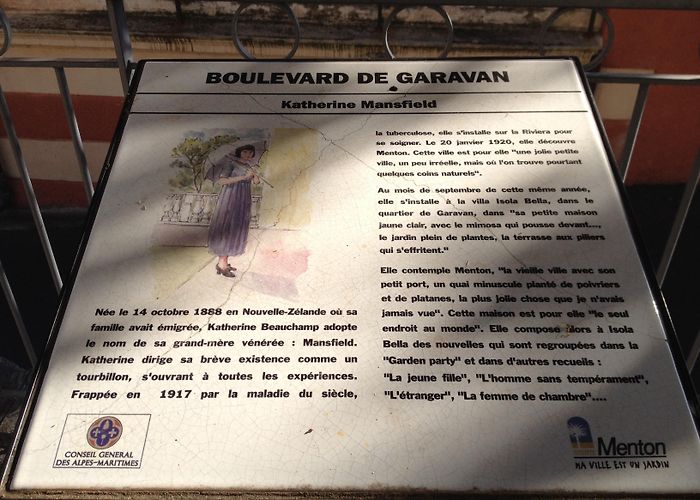 BOULEVARD DE GARAVAN
Katherine Mansfield
Née le 14 octobre 1888 en Nouvelle-Zélande où sa
famille avait émigrée, Katherine Beauchamp adopte
le nom de sa grand-mère vénérée : Mansfield.
Katherine dirige sa brève existence comme un
tourbillon, s'ouvrant à toutes les expériences.
Frappée en 1917 par la maladie du siècle,
la tuberculose, elle s'installe sur la Riviera pour
se soigner. Le 20 janvier 1920, elle découvre
Menton. Cette ville est pour elle "une jolie petite
ville, un peu irréelle, mais où l'on trouve pourtant
quelques coins naturels".
Au mois de septembre de cette même année,
elle s'installe à la villa Isola Bella, dans le
quartier de Garavan, dans "sa petite maison
jaune clair, avec le mimosa qui pousse devant...,
le jardin plein de plantes, la terrasse aux piliers
qui s'effritent."
Elle contemple Menton, "la vieille ville avec son
petit port, un quai minuscule planté de poivriers
et de platanes, la plus jolie chose que je n'avais
jamais vue". Cette maison est pour elle "le seul
endroit au monde". Elle compose alors à Isola
Bella des nouvelles qui sont regroupées dans la
"Garden party" et dans d'autres recueils :
"La jeune fille", "L'homme sans tempérament",
"L'étranger", "La femme de chambre"....
CONSEIL GENERAL
DES ALPES-MARITIMES
Menton
MA VILLE EST UN JARDIN